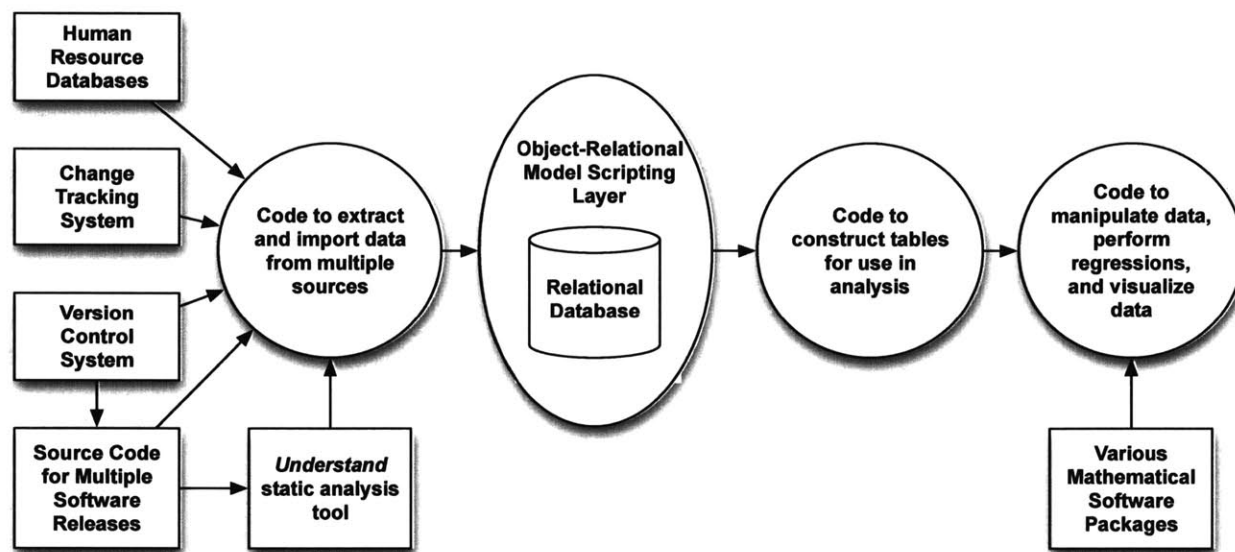 Human
Resource
Databases
Change
Tracking
System
Version
Control
System
Source Code
for Multiple
Software
Releases
Understand
static analysis
tool
Code to extract
and import data
from multiple
sources
Object-Relational
Model Scripting
Layer
Relational
Database
Code to
construct tables
for use in
analysis
Code to
manipulate data,
perform
regressions,
and visualize
data
Various
Mathematical
Software
Packages